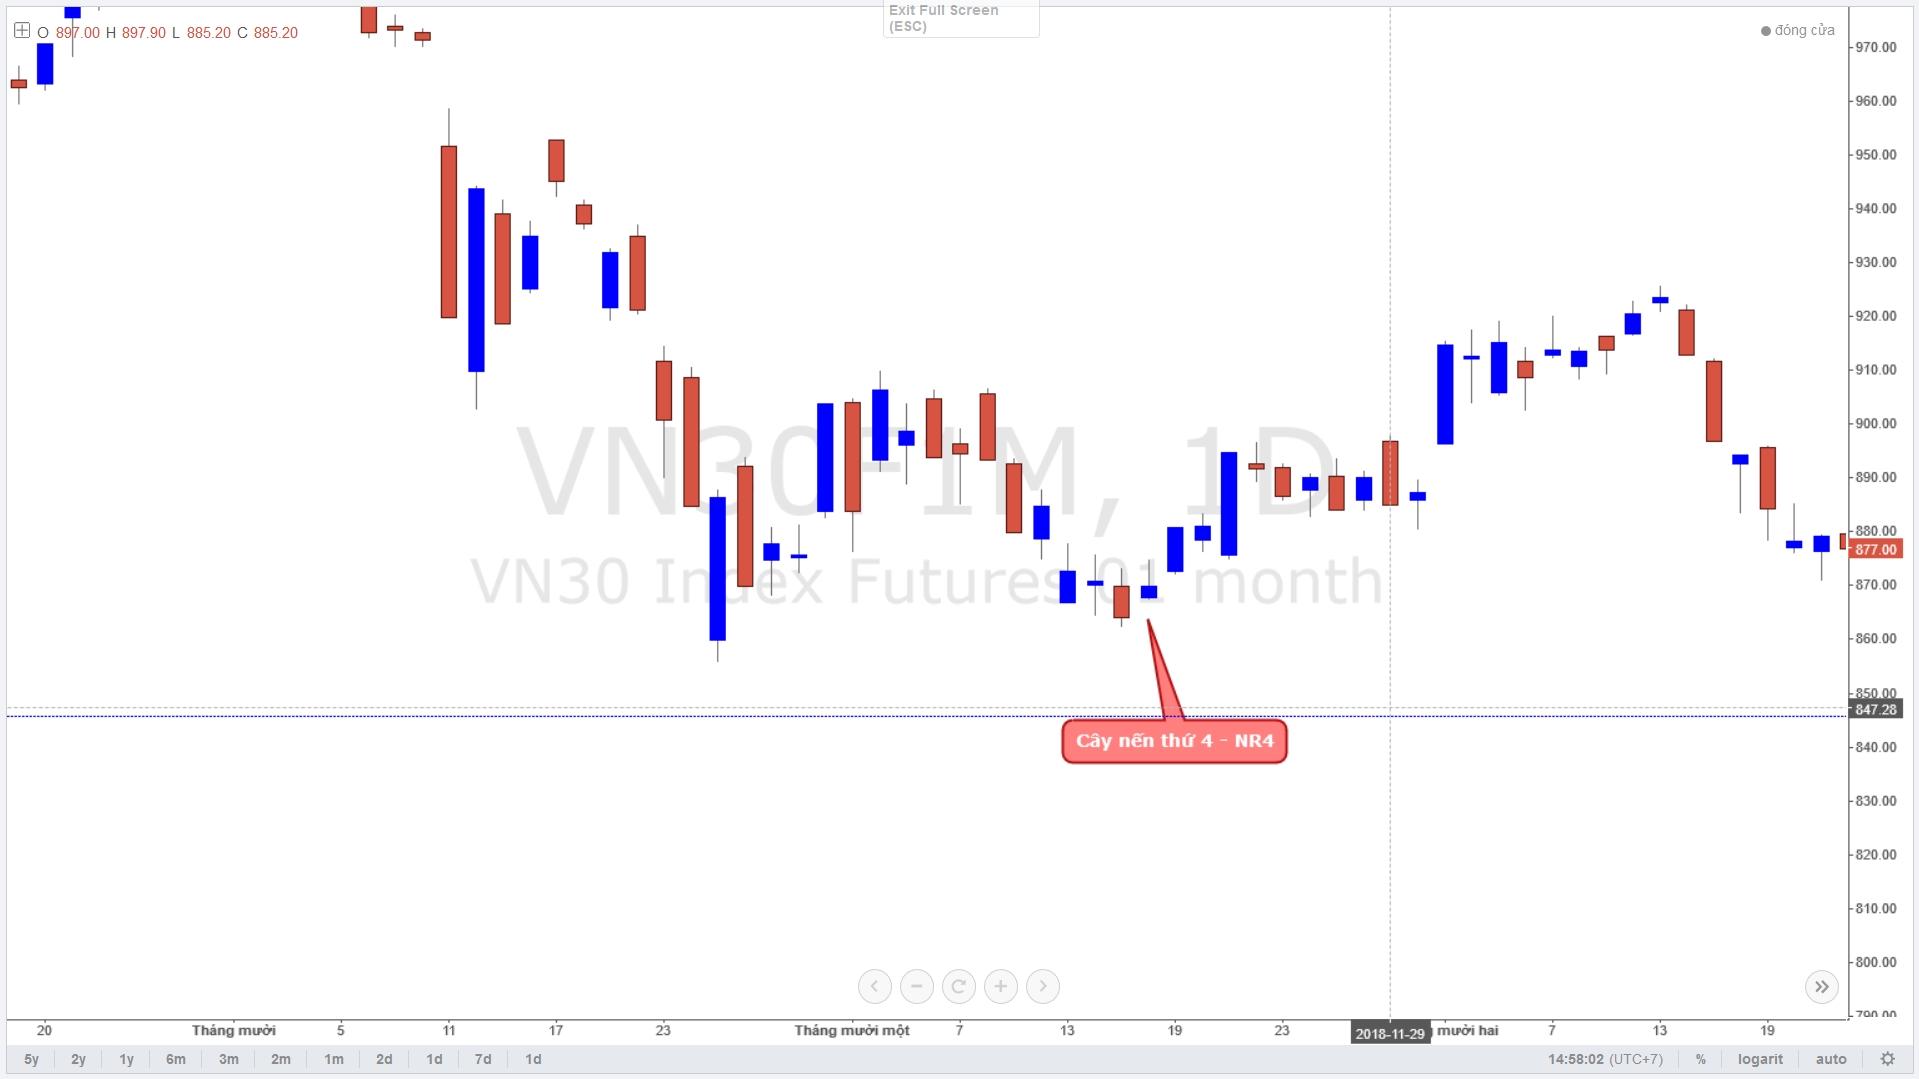 Exit Full Screen
(ESC)
O 897.00 H 897.90 L 885.20 C 885.20
đóng cửa
970.00
960.00
950.00
940.00
930.00
920.00
910.00
900.00
890.00
880.00
877.00
870.00
860.00
850.00
847.28
840.00
830.00
820.00
810.00
800.00
790.00
VN30F1M, 1D
VN30 Index Futures 01 month
Cây nến thứ 4 - NR4
20 Tháng mười 5 11 17 23 Tháng mười một 7 13 19 23 2018-11-29 mười hai 7 13 19
5y 2y 1y 6m 3m 2m 1m 2d 1d 7d 1d 14:58:02 (UTC+7) % logarit auto